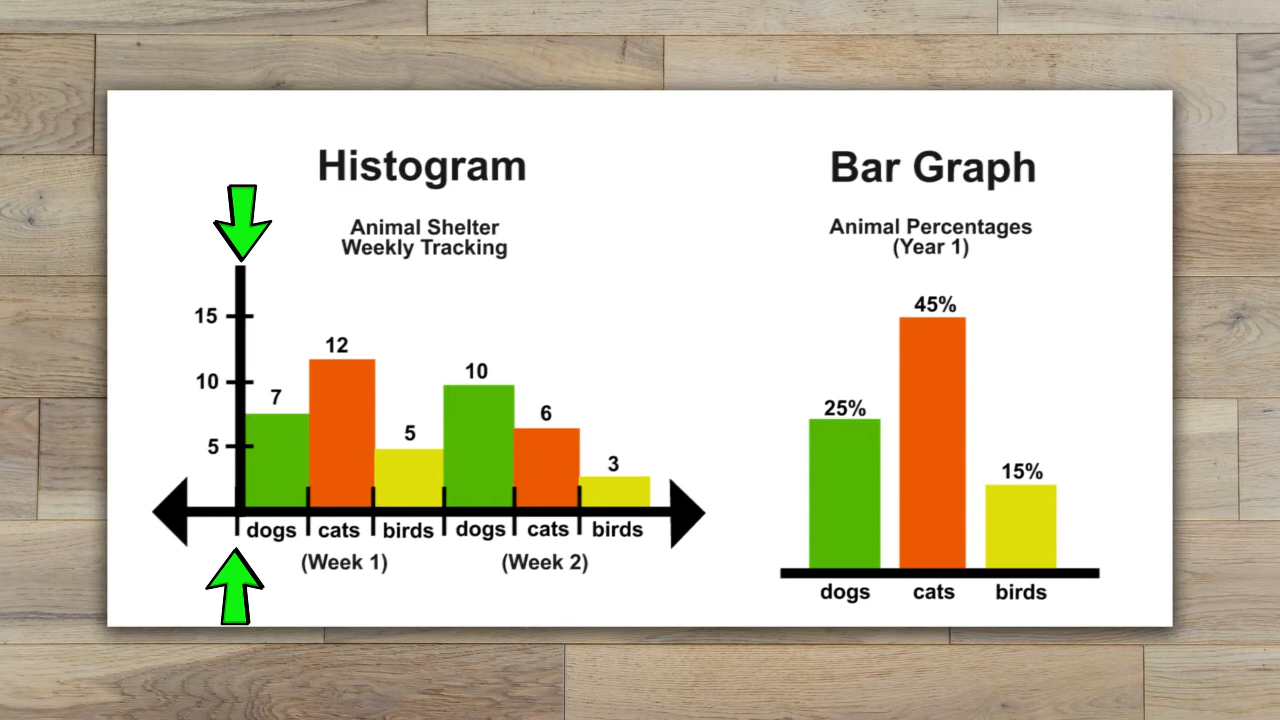 Histogram
Animal Shelter
Weekly Tracking
15
10
5
7
12
5
10
6
3
dogs cats birds dogs cats birds
(Week 1) (Week 2)
Bar Graph
Animal Percentages
(Year 1)
45%
25%
15%
dogs cats birds